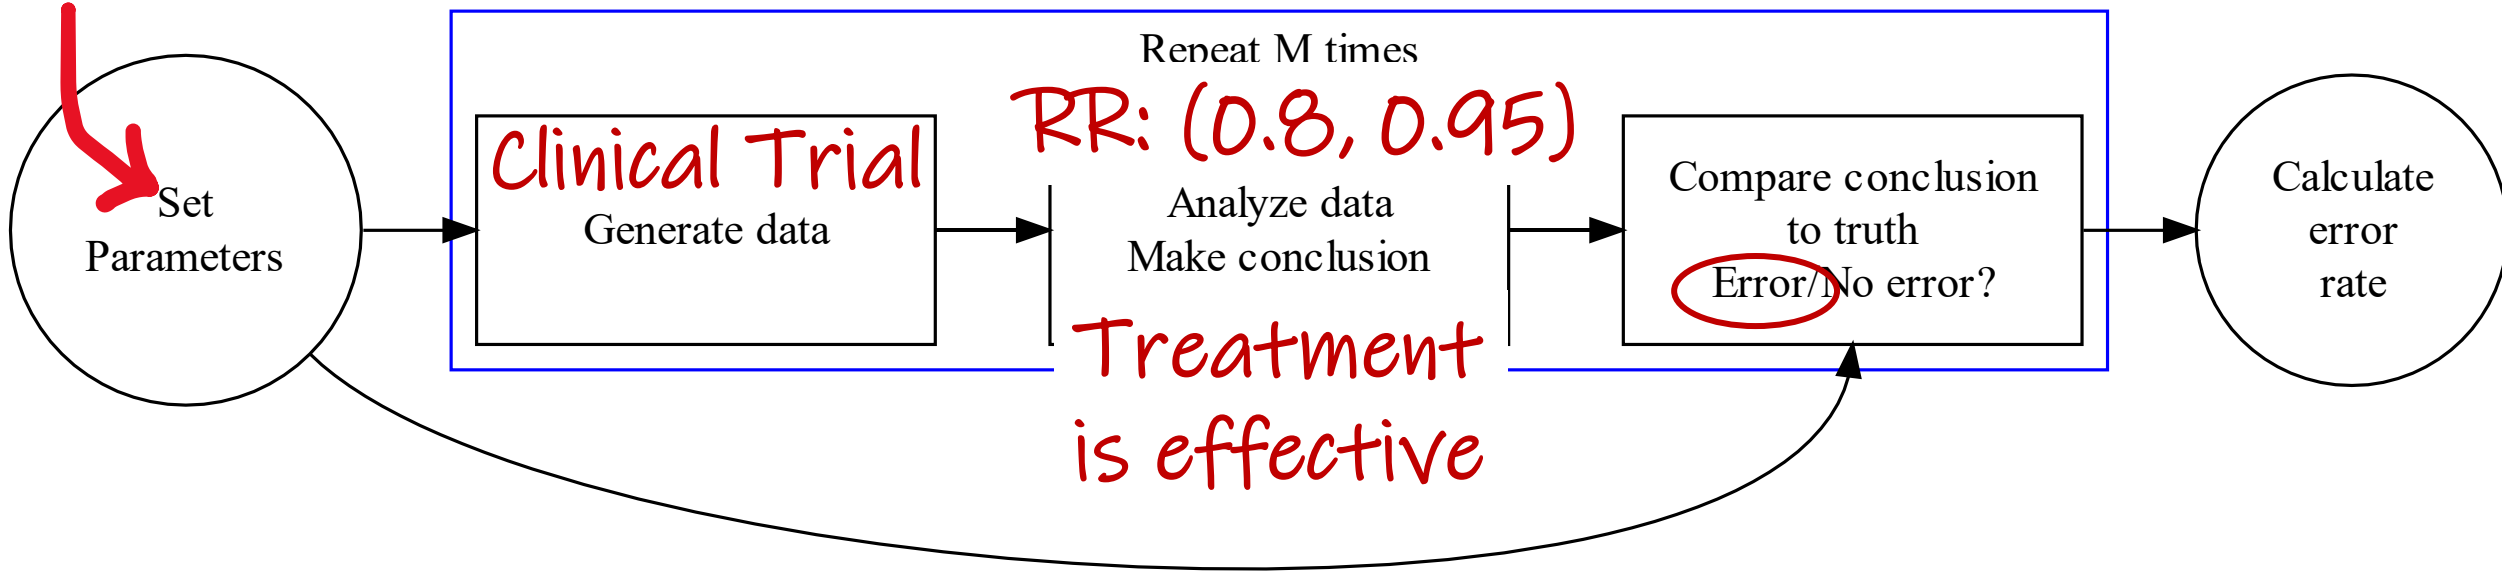 Repeat M times
Set
Parameters
Clinical Trial
Generate data
RR: (0.8, 0.95)
Analyze data
Make conclusion
Treatment
is effective
Compare conclusion
to truth
Error/No error?
Calculate
error
rate